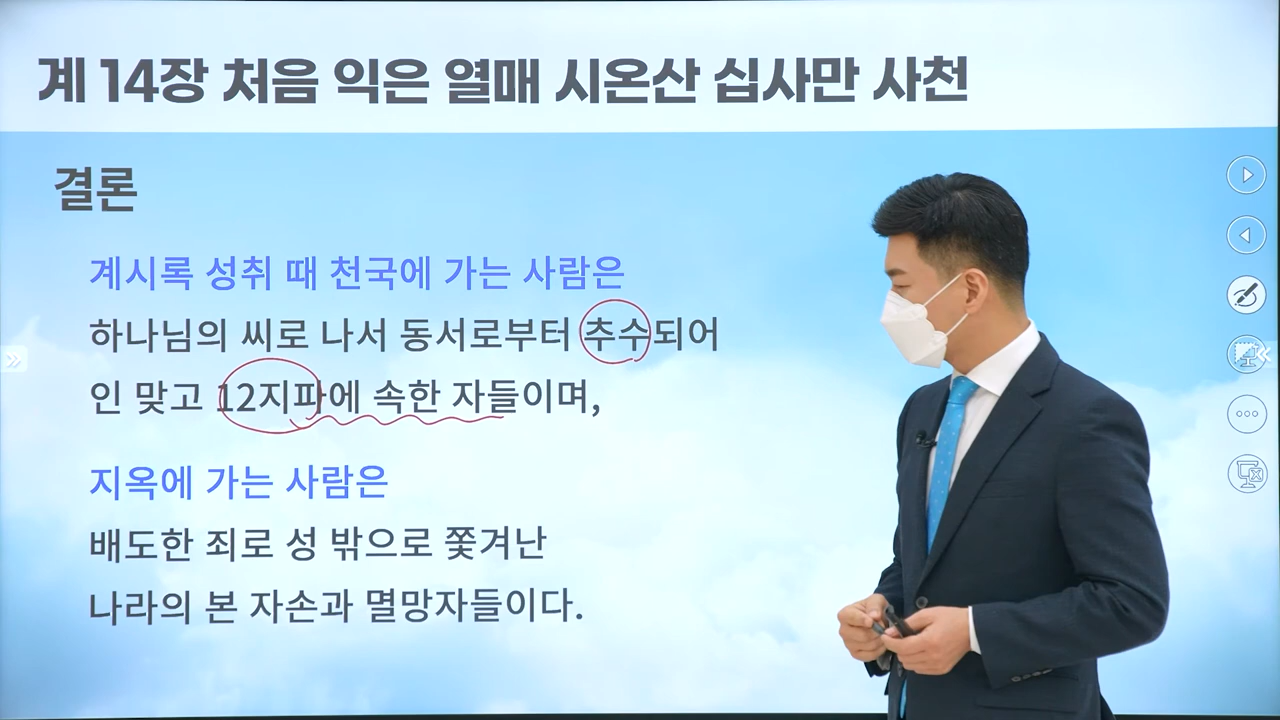 계 14장 처음 익은 열매 시온산 십사만 사천
결론
계시록 성취 때 천국에 가는 사람은
하나님의 씨로 나서 동서로부터 추수되어
인 맞고 12지파에 속한 자들이며,
지옥에 가는 사람은
배도한 죄로 성 밖으로 쫓겨난
나라의 본 자손과 멸망자들이다.